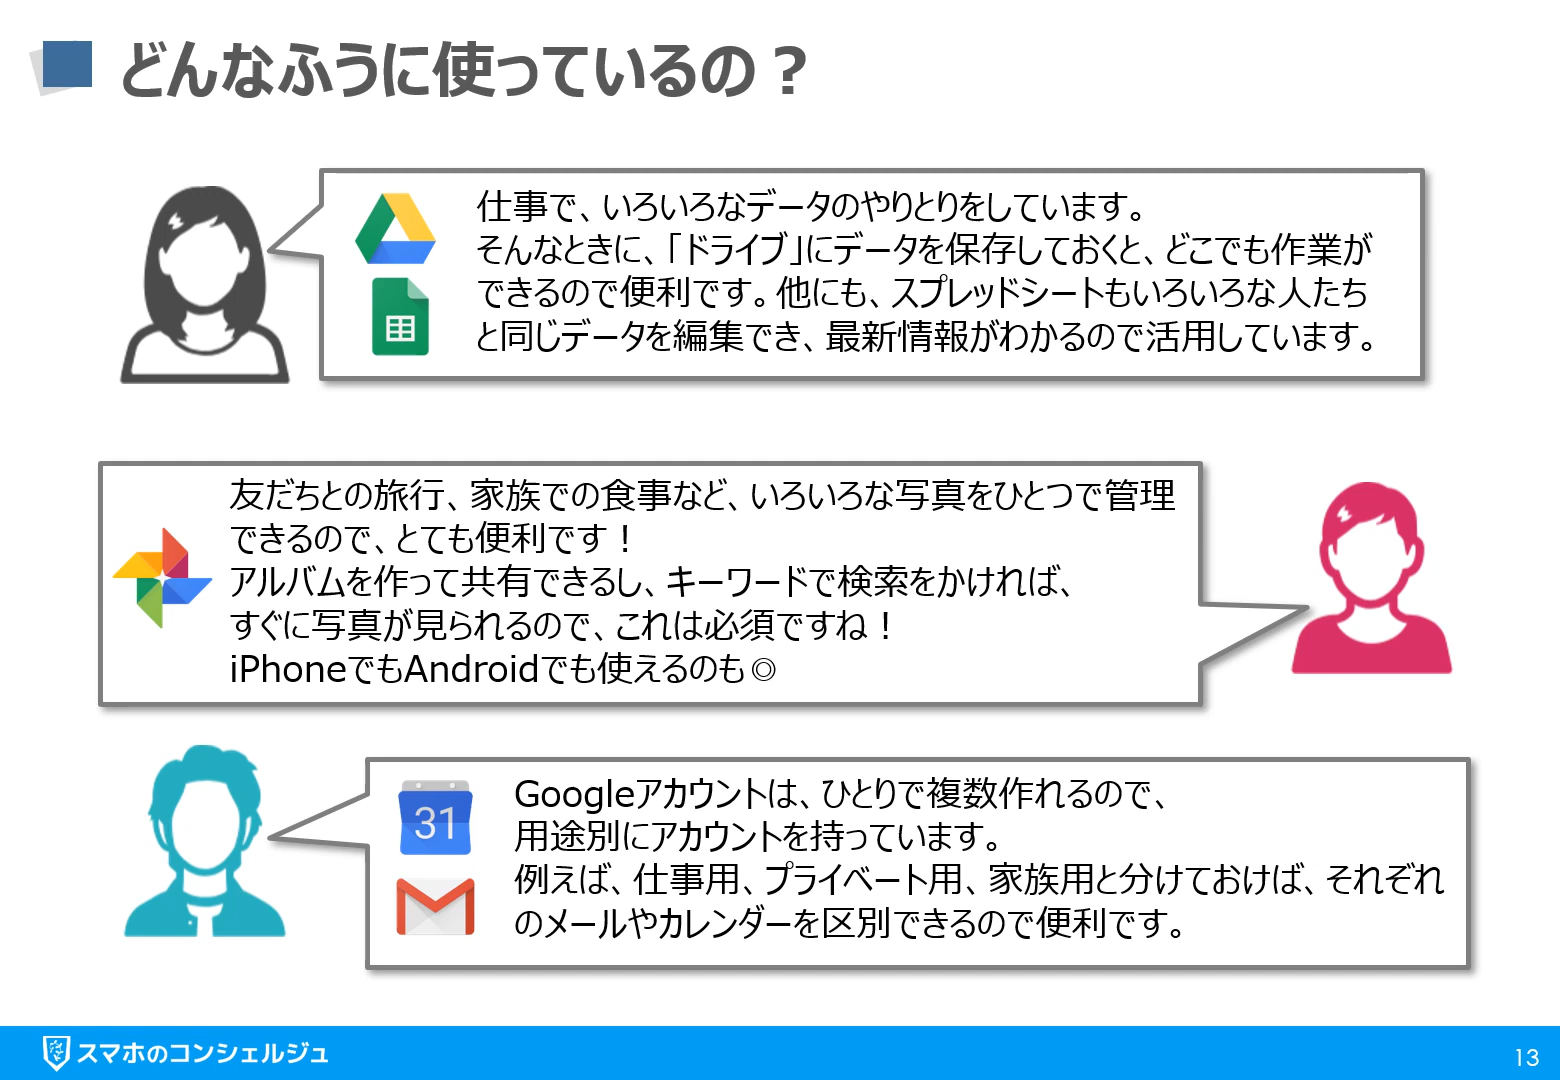 どんなふうに使っているの？
仕事で、いろいろなデータのやりとりをしています。
そんなときに、「ドライブ」にデータを保存しておくと、どこでも作業が
できるので便利です。他にも、スプレッドシートもいろいろな人たち
と同じデータを編集でき、最新情報がわかるので活用しています。
友だちとの旅行、家族での食事など、いろいろな写真をひとつで管理
できるので、とても便利です！
アルバムを作って共有できるし、キーワードで検索をかければ、
すぐに写真が見られるので、これは必須ですね！
iPhoneでもAndroidでも使えるのも◎
31
Googleアカウントは、ひとりで複数作れるので、
用途別にアカウントを持っています。
例えば、仕事用、プライベート用、家族用と分けておけば、それぞれ
のメールやカレンダーを区別できるので便利です。
スマホのコンシェルジュ
13